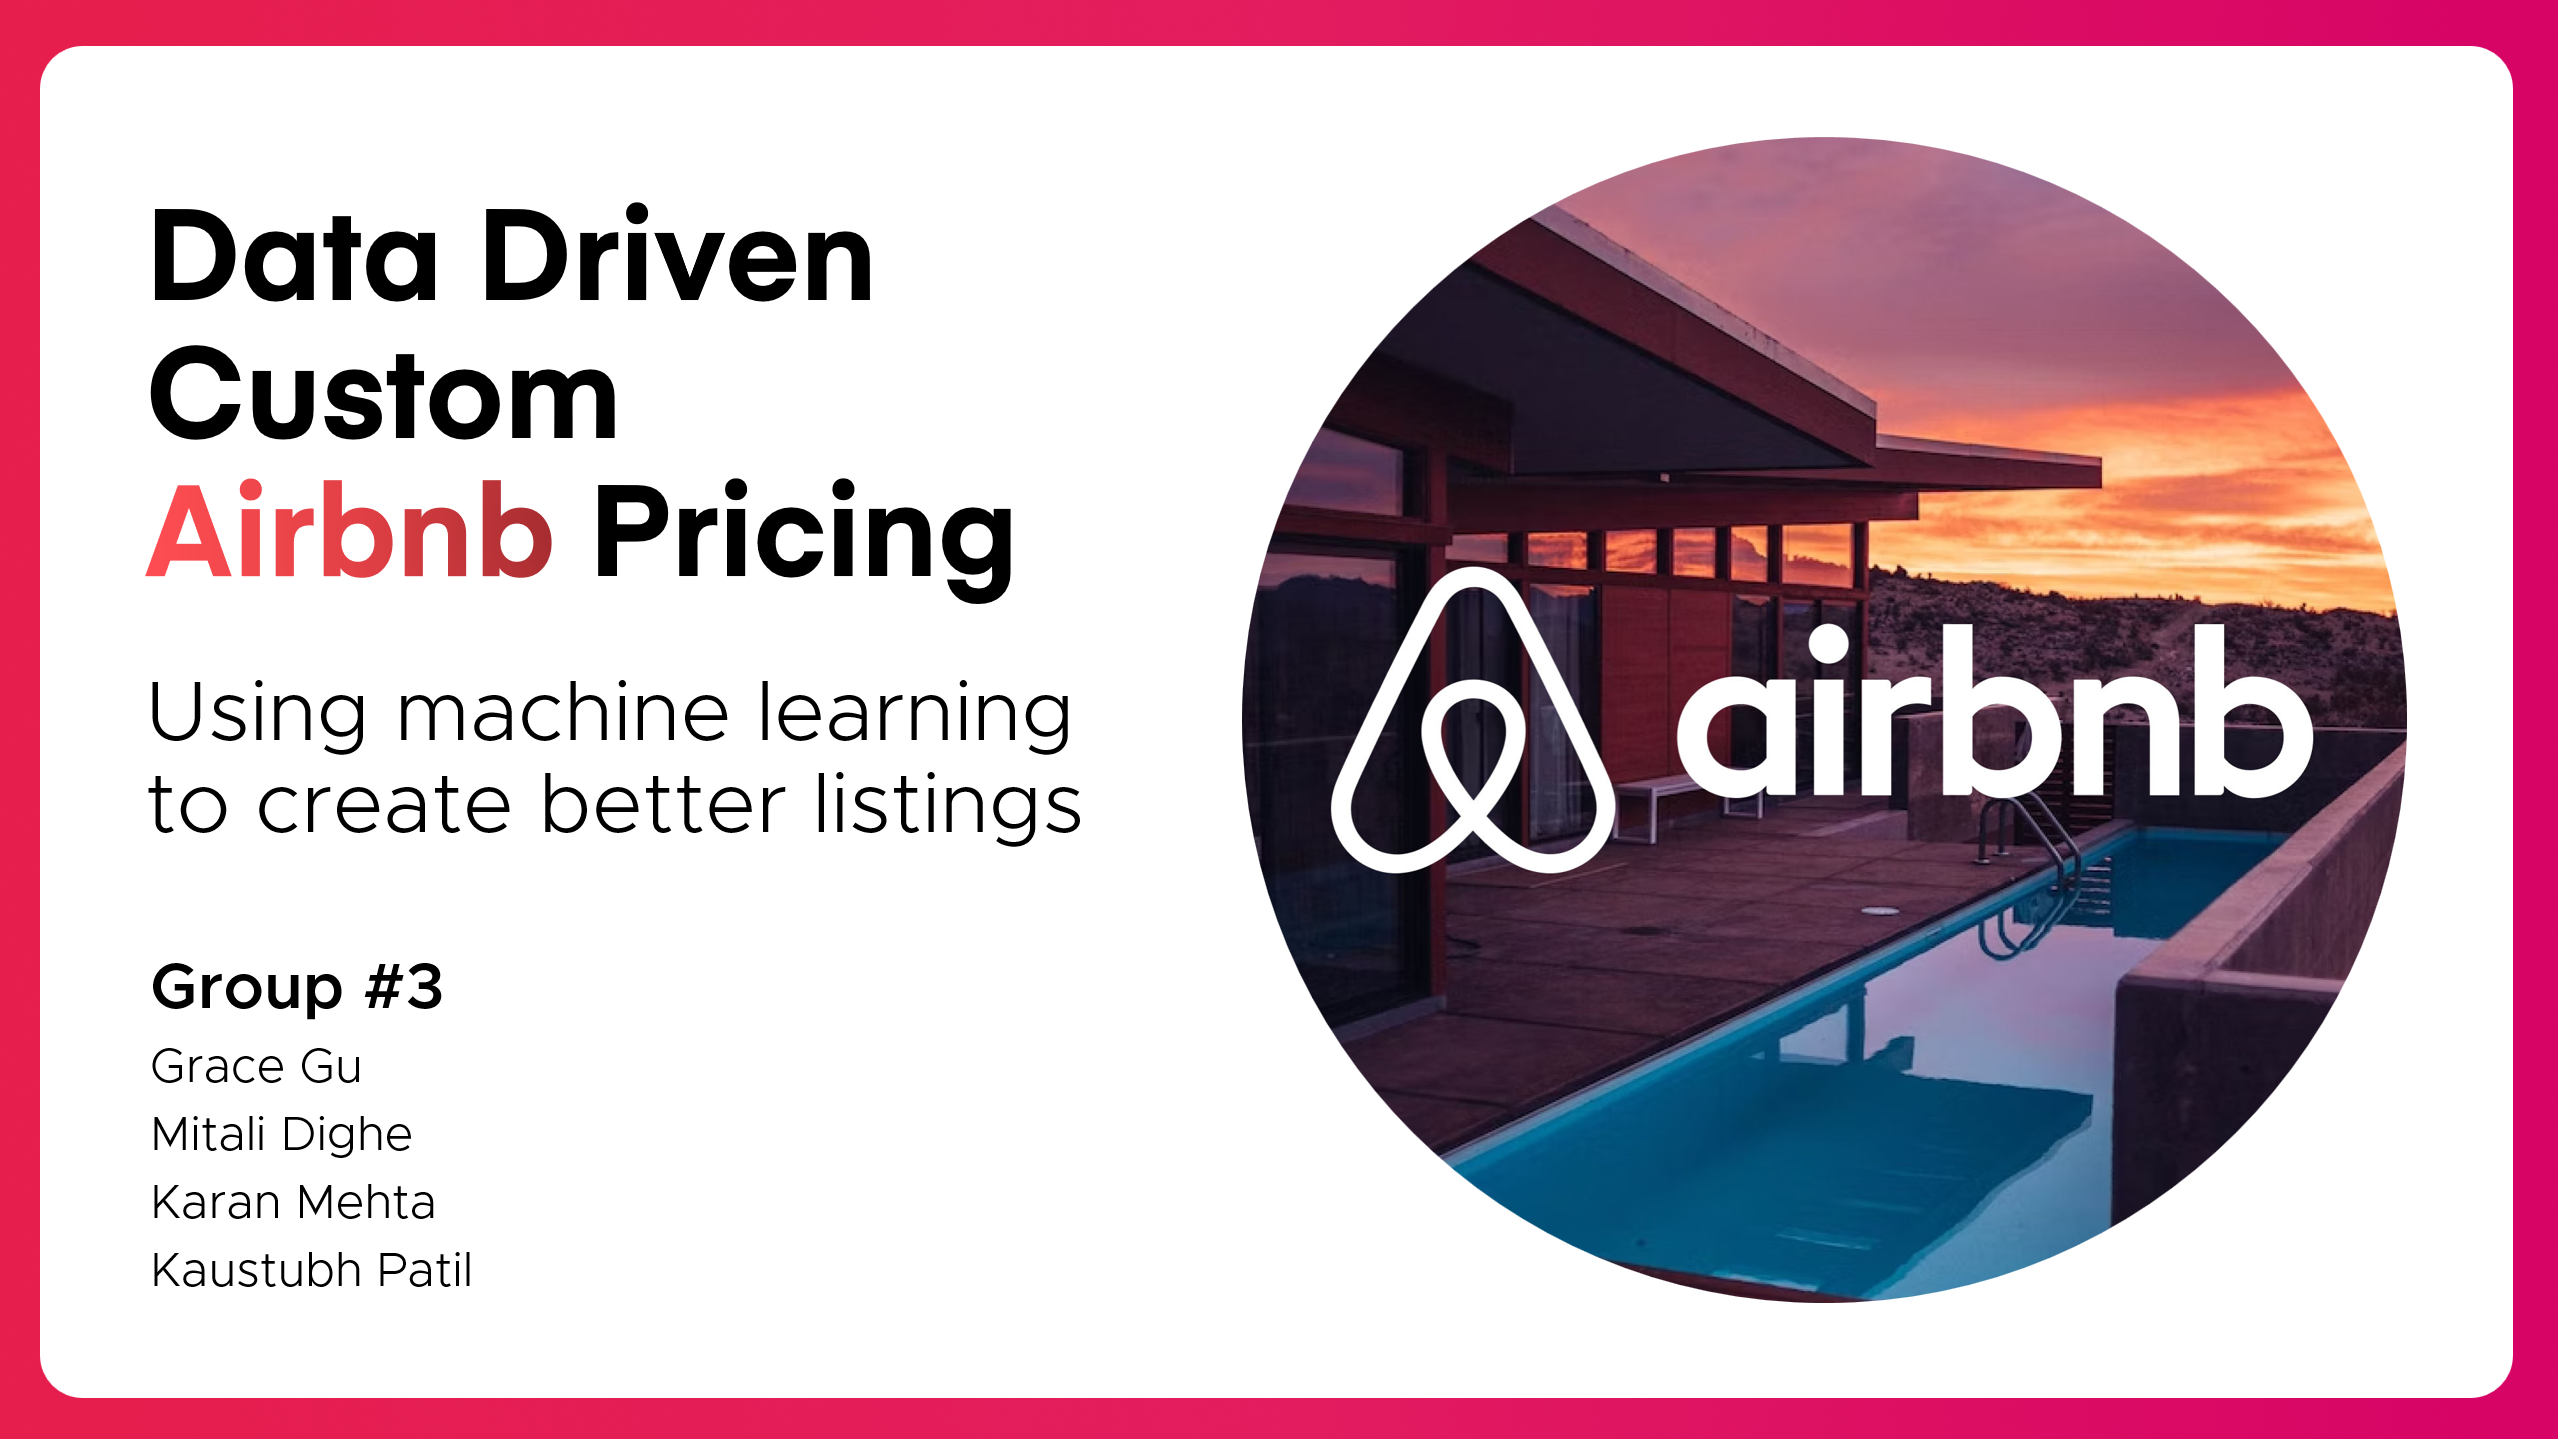 Data Driven
Custom
Airbnb Pricing
Using machine learning
to create better listings
Group #3
Grace Gu
Mitali Dighe
Karan Mehta
Kaustubh Patil
airbnb